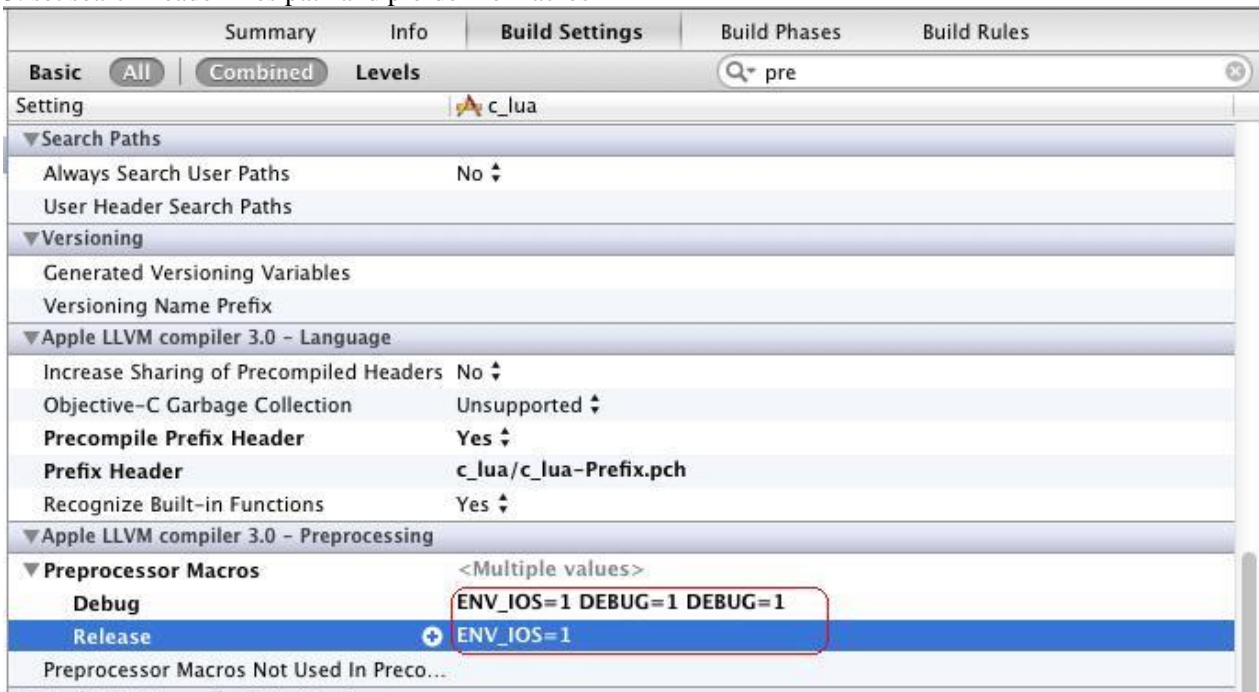 Summary Info Build Settings Build Phases Build Rules
Basic All Combined Levels pre
Setting c_lua
Search Paths
Always Search User Paths No
User Header Search Paths
Versioning
Generated Versioning Variables
Versioning Name Prefix
Apple LLVM compiler 3.0 - Language
Increase Sharing of Precompiled Headers No
Objective-C Garbage Collection Unsupported
Precompile Prefix Header Yes
Prefix Header c_lua/c_lua-Prefix.pch
Recognize Built-in Functions Yes
Apple LLVM compiler 3.0 - Preprocessing
Preprocessor Macros <Multiple values>
Debug ENV_IOS=1 DEBUG=1 DEBUG=1
Release ENV_IOS=1
Preprocessor Macros Not Used In Preco...